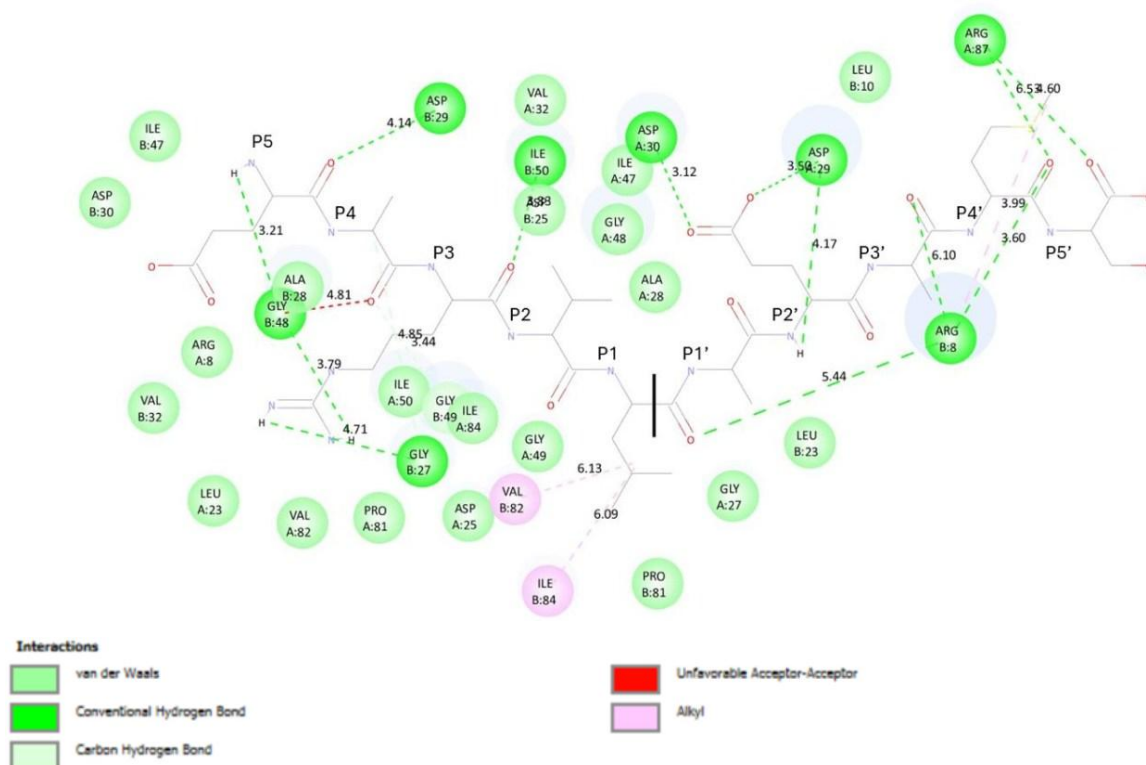 ARG
A:87
6.53
4.60
LEU
B:10
ASP
B:29
4.14
VAL
A:32
ILE
B:47
P5
ASP
A:30
ILE
B:50
ILE
A:47
ASP
A:29
3.50
3.12
3.88
ASP
B:25
ASP
B:30
H
N
O
P4
N
3.21
GLY
A:48
P4'
N
3.99
3.60
4.17
P3'
N
P5'
6.10
P3
N
O
ALA
B:28
4.81
GLY
B:48
ALA
A:28
P2
N
P2'
N
H
ARG
B:8
ARG
A:8
4.85
3.44
3.79
N
P1
N
P1'
N
5.44
VAL
B:32
ILE
A:50
GLY
B:49
ILE
A:84
H
4.71
H
GLY
A:49
LEU
B:23
GLY
B:27
6.13
VAL
B:82
GLY
A:27
LEU
A:23
VAL
A:82
PRO
A:81
ASP
A:25
6.09
ILE
B:84
PRO
B:81
Interactions
van der Waals
Unfavorable Acceptor-Acceptor
Conventional Hydrogen Bond
Alkyl
Carbon Hydrogen Bond